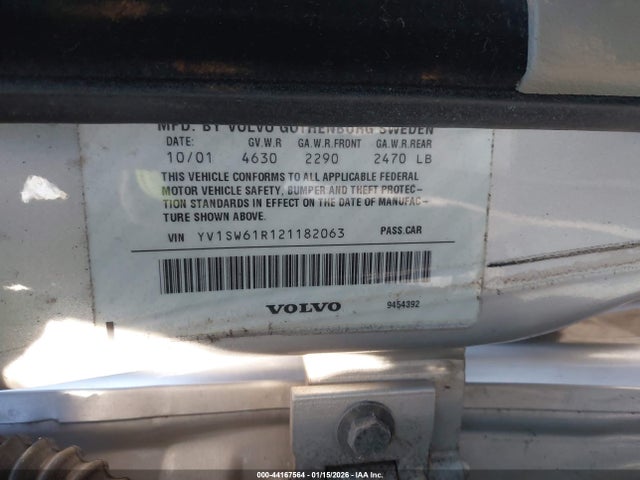 MFD. BY VOLVO GOTHENBURG SWEDEN
DATE: GV.W.R GA.W.R.FRONT GA.W.R.REAR
10/01 4630 2290 2470 LB
THIS VEHICLE CONFORMS TO ALL APPLICABLE FEDERAL
MOTOR VEHICLE SAFETY, BUMPER AND THEFT PROTEC-
TION STANDARDS IN EFFECT ON THE DATE OF MANUFAC-
TURE SHOWN ABOVE.
VIN YV1SW61R121182063 PASS.CAR
VOLVO 9454392
000-44167564 - 01/15/2026 - IAA Inc.